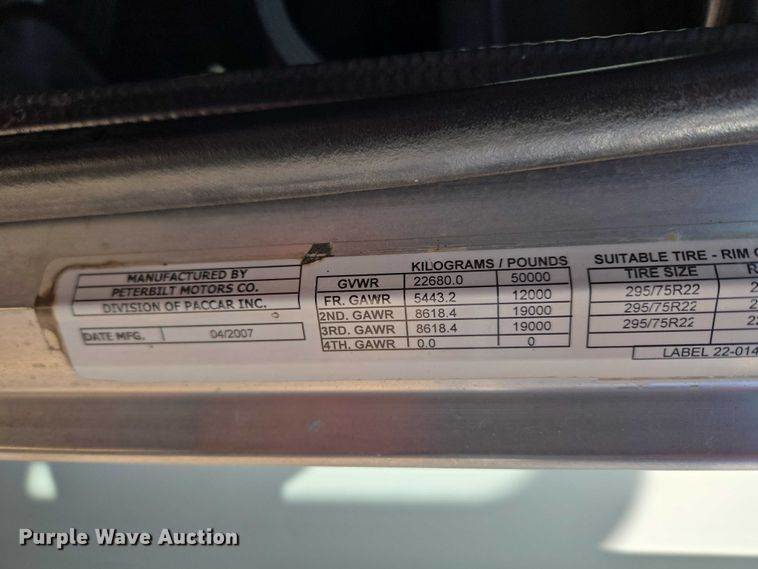 MANUFACTURED BY
PETERBILT MOTORS CO.
DIVISION OF PACCAR INC.
DATE MFG. 04/2007
KILOGRAMS / POUNDS
GVWR 22680.0 50000
FR. GAWR 5443.2 12000
2ND. GAWR 8618.4 19000
3RD. GAWR 8618.4 19000
4TH. GAWR 0.0 0
SUITABLE TIRE - RIM
TIRE SIZE
295/75R22
295/75R22
295/75R22
LABEL 22-014
Purple Wave Auction